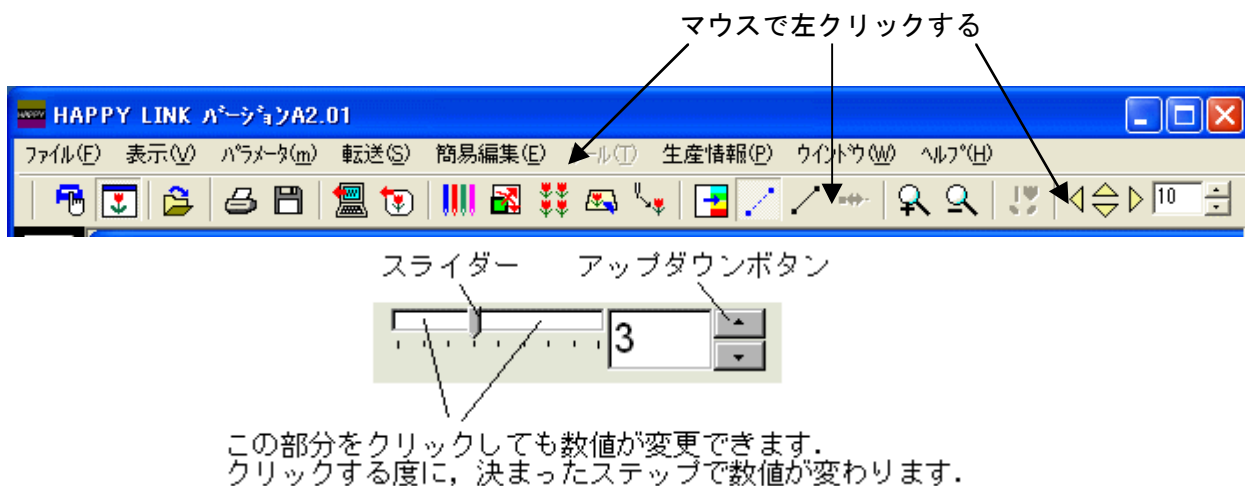 マウスで左クリックする
HAPPY LINK バージョンA2.01
ファイル(F) 表示(V) パラメータ(m) 転送(S) 簡易編集(E) ール(T) 生産情報(P) ウインドウ(W) ヘルプ(H)
10
スライダー アップダウンボタン
3
この部分をクリックしても数値が変更できます.
クリックする度に, 決まったステップで数値が変わります.